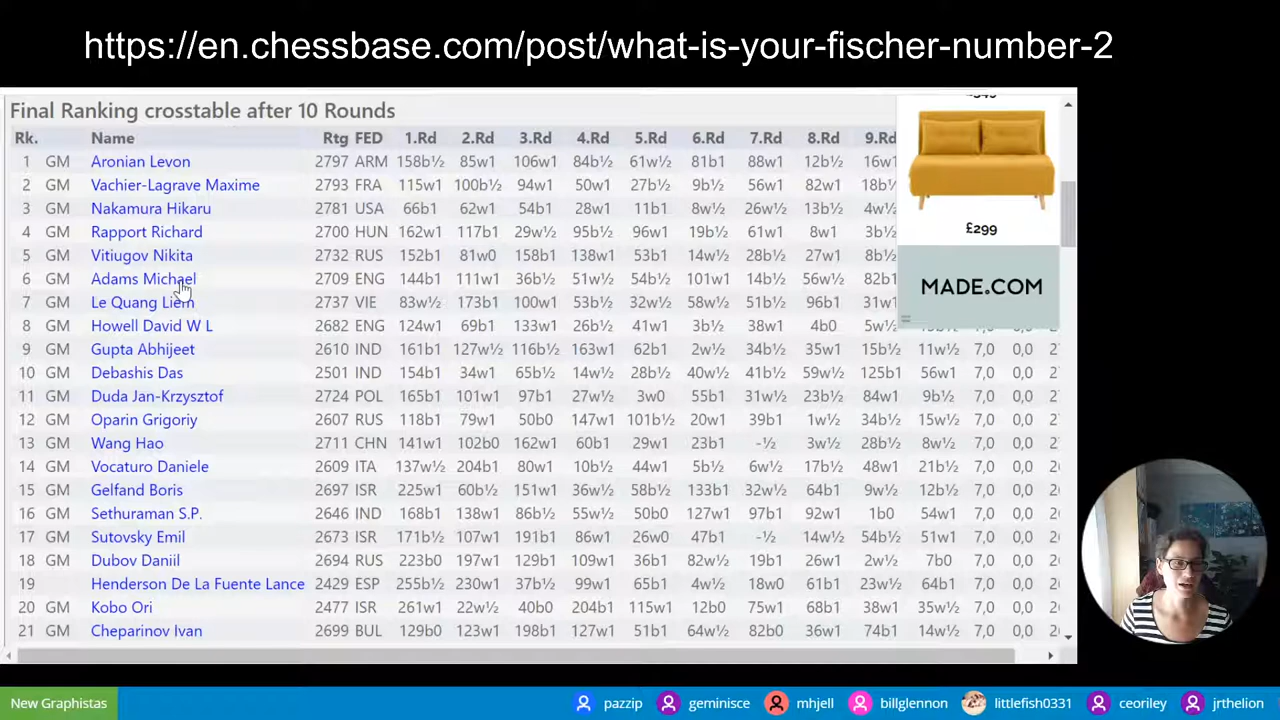 https://en.chessbase.com/post/what-is-your-fischer-number-2
Final Ranking crosstable after 10 Rounds
Rk. Name Rtg FED 1.Rd 2.Rd 3.Rd 4.Rd 5.Rd 6.Rd 7.Rd 8.Rd 9.Rd
1 GM Aronian Levon 2797 ARM 158b½ 85w1 106w1 84b½ 61w½ 81b1 88w1 12b½ 16w1
2 GM Vachier-Lagrave Maxime 2793 FRA 115w1 100b½ 94w1 50w1 27b½ 9b½ 56w1 82w1 18b½
3 GM Nakamura Hikaru 2781 USA 66b1 62w1 54b1 28w1 11b1 8w½ 26w½ 13b½ 4w½
4 GM Rapport Richard 2700 HUN 162w1 117b1 29w½ 95b½ 96w1 19b½ 61w1 8w1 3b½
5 GM Vitiugov Nikita 2732 RUS 152b1 81w0 158b1 138w1 53b1 14w½ 28b½ 27w1 8b½
6 GM Adams Michael 2709 ENG 144b1 111w1 36b½ 51w½ 54b½ 101w1 14b½ 56w½ 82b1
7 GM Le Quang Liem 2737 VIE 83w½ 173b1 100w1 53b½ 32w½ 58w½ 51b½ 96b1 31w1
8 GM Howell David W L 2682 ENG 124w1 69b1 133w1 26b½ 41w1 3b½ 38w1 4b0 5w½
9 GM Gupta Abhijeet 2610 IND 161b1 127w½ 116b½ 163w1 62b1 2w½ 34b½ 35w1 15b½ 11w½ 7,0 0,0
10 GM Debashis Das 2501 IND 154b1 34w1 65b½ 14w½ 28b½ 40w½ 41b½ 59w½ 125b1 56w1 7,0 0,0
11 GM Duda Jan-Krzysztof 2724 POL 165b1 101w1 97b1 27w½ 3w0 55b1 31w½ 23b½ 84w1 9b½ 7,0 0,0
12 GM Oparin Grigoriy 2607 RUS 118b1 79w1 50b0 147w1 101b½ 20w1 39b1 1w½ 34b½ 15w½ 7,0 0,0
13 GM Wang Hao 2711 CHN 141w1 102b0 162w1 60b1 29w1 23b1 -½ 3w½ 28b½ 8w½ 7,0 0,0
14 GM Vocaturo Daniele 2609 ITA 137w½ 204b1 80w1 10b½ 44w1 5b½ 6w½ 17b½ 48w1 21b½ 7,0 0,0
15 GM Gelfand Boris 2697 ISR 225w1 60b½ 151w1 36w½ 58b½ 133b1 32w½ 64b1 9w½ 12b½ 7,0 0,0
16 GM Sethuraman S.P. 2646 IND 168b1 138w1 86b½ 55w½ 50b0 127w1 97b1 92w1 1b0 54w1 7,0 0,0
17 GM Sutovsky Emil 2673 ISR 171b½ 107w1 191b1 86w1 26w0 47b1 -½ 14w½ 54b½ 51w1 7,0 0,0
18 GM Dubov Daniil 2694 RUS 223b0 197w1 129b1 109w1 36b1 82w½ 19b1 26w1 2w½ 7b0 7,0 0,0
19 Henderson De La Fuente Lance 2429 ESP 255b½ 230w1 37b½ 99w1 65b1 4w½ 18w0 61b1 23w½ 64b1 7,0 0,0
20 GM Kobo Ori 2477 ISR 261w1 22w½ 40b0 204b1 115w1 12b0 75w1 68b1 38w1 35w½ 7,0 0,0
21 GM Cheparinov Ivan 2699 BUL 129b0 123w1 198b1 127w1 51b1 64w½ 82b0 36w1 74b1 14w½ 7,0 0,0
£299
MADE.COM
New Graphistas pazzip geminisce mhjell billglennon littlefish0331 ceoriley jrthelion